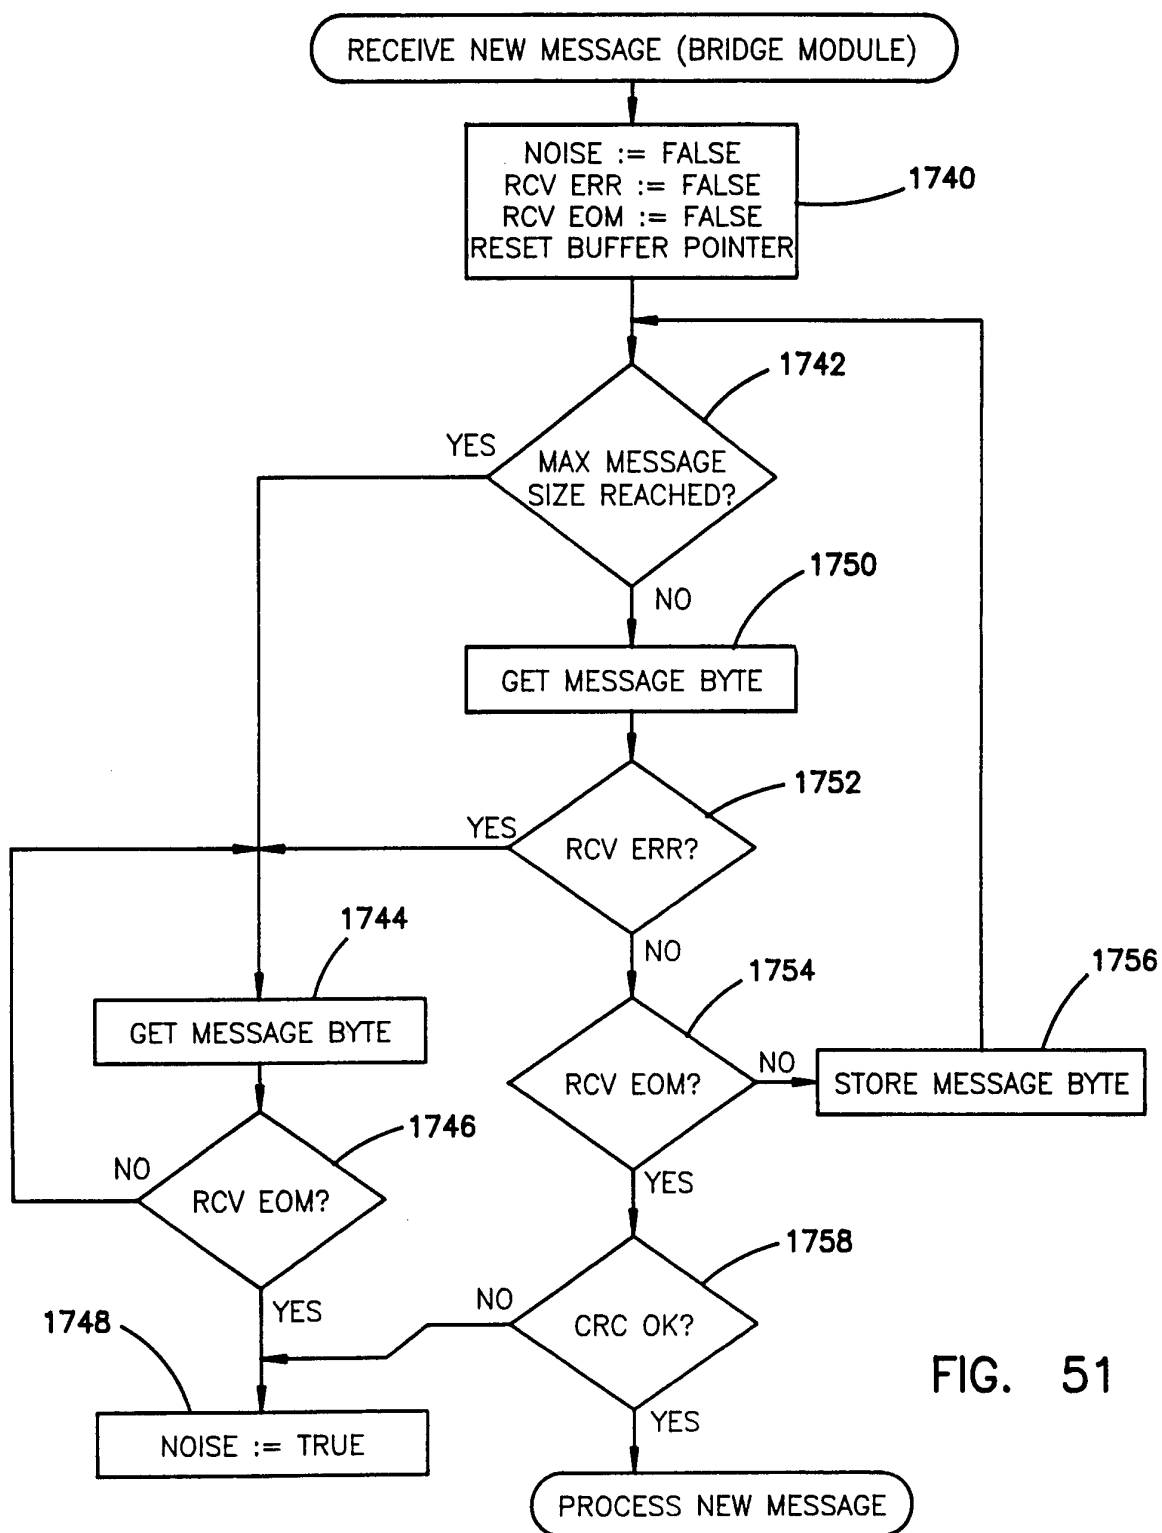 RECEIVE NEW MESSAGE (BRIDGE MODULE)
NOISE := FALSE
RCV ERR := FALSE
RCV EOM := FALSE
RESET BUFFER POINTER
1740
1742
YES
MAX MESSAGE
SIZE REACHED?
NO
1750
GET MESSAGE BYTE
1752
YES
RCV ERR?
NO
1744
GET MESSAGE BYTE
1754
RCV EOM?
NO
1756
STORE MESSAGE BYTE
YES
1746
NO
RCV EOM?
YES
1758
NO
CRC OK?
YES
1748
NOISE := TRUE
PROCESS NEW MESSAGE
FIG. 51